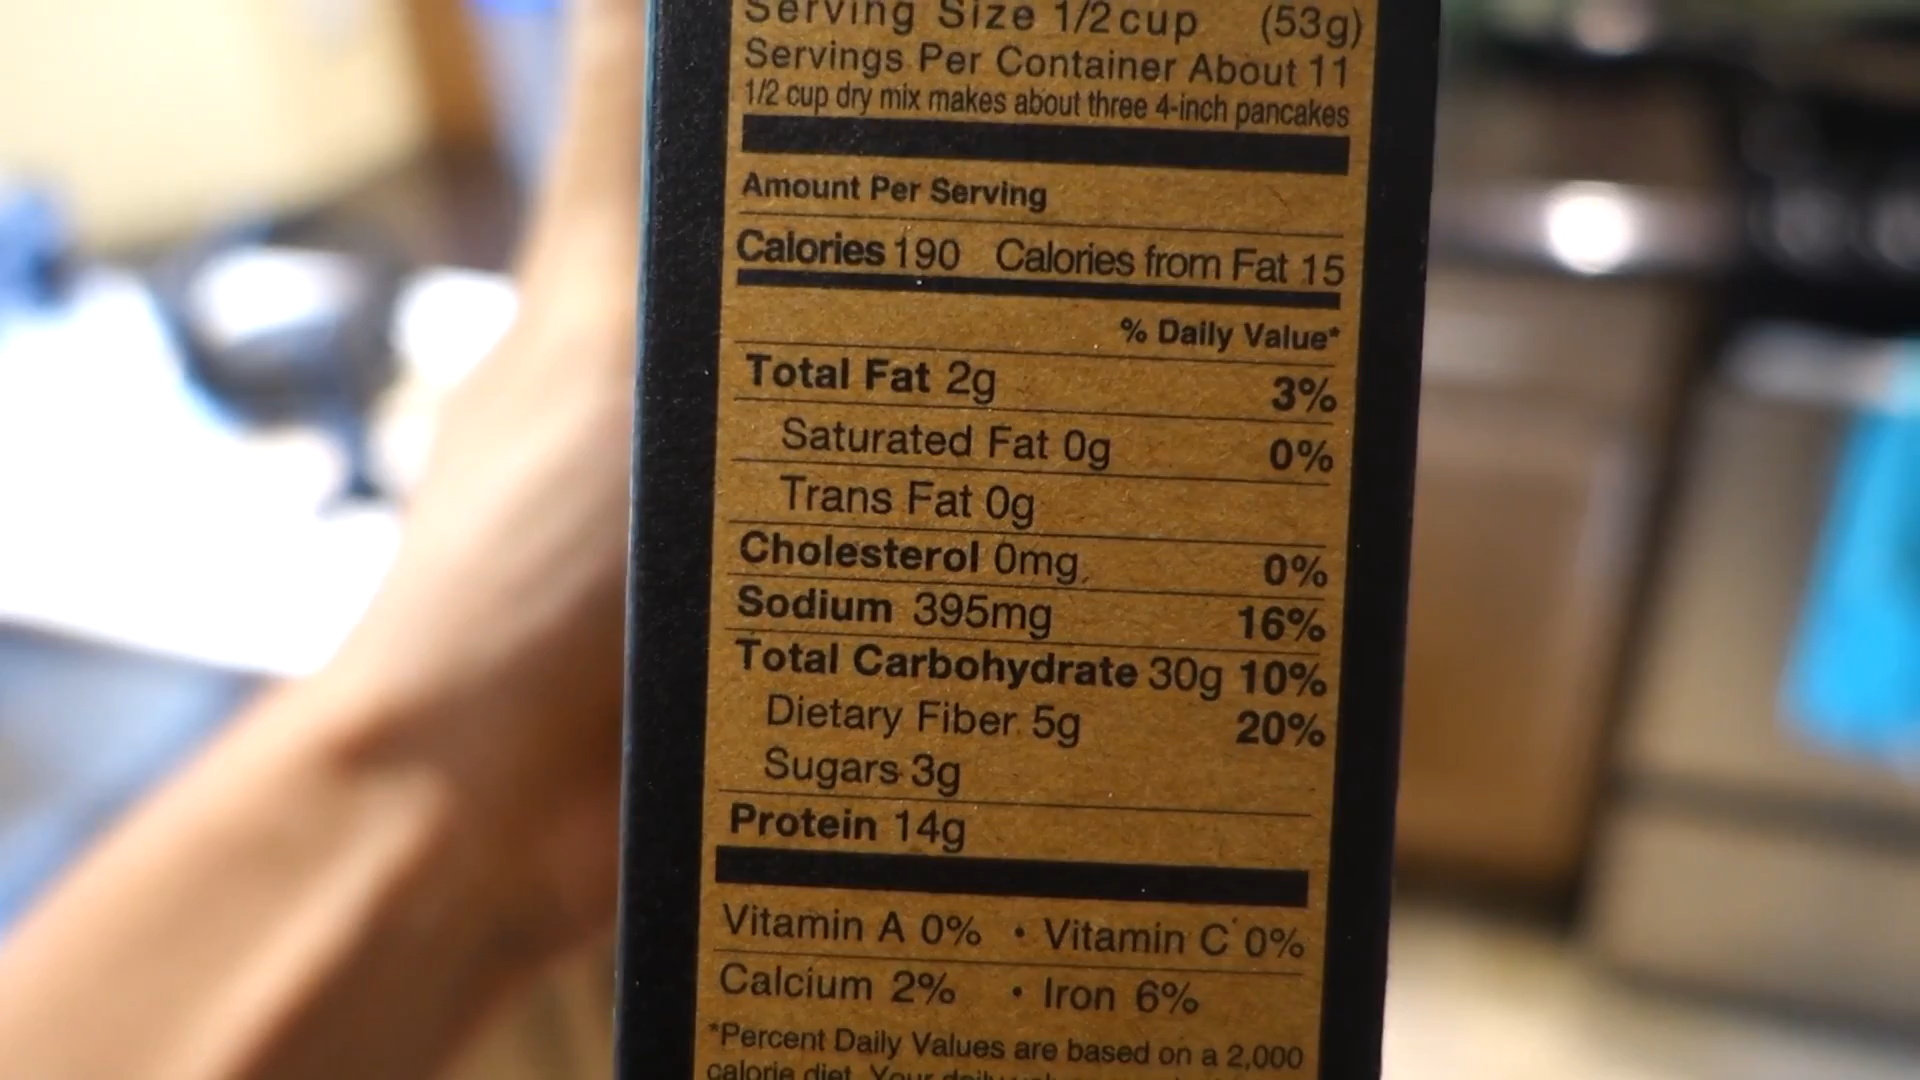 Serving Size 1/2 cup (53g)
Servings Per Container About 11
1/2 cup dry mix makes about three 4-inch pancakes
Amount Per Serving
Calories 190 Calories from Fat 15
% Daily Value*
Total Fat 2g 3%
Saturated Fat 0g 0%
Trans Fat 0g
Cholesterol 0mg 0%
Sodium 395mg 16%
Total Carbohydrate 30g 10%
Dietary Fiber 5g 20%
Sugars 3g
Protein 14g
Vitamin A 0% • Vitamin C 0%
Calcium 2% • Iron 6%
*Percent Daily Values are based on a 2,000
calorie diet. Your daily